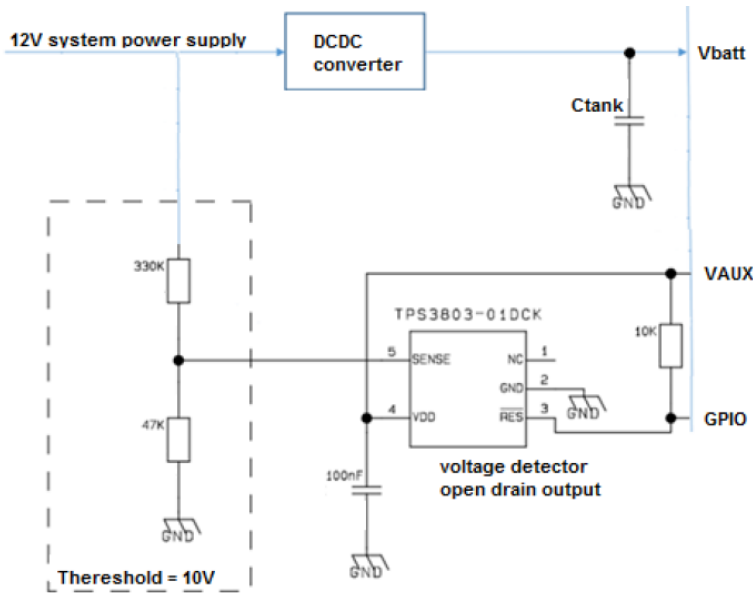 12V system power supply
DCDC
converter
Vbatt
Ctank
GND
330K
VAUX
TPS3803-01DCK
10K
5
SENSE
NC
1
GND
2
GND
4
VDD
RES
3
GPIO
47K
voltage detector
open drain output
100nF
GND
GND
Thereshold = 10V